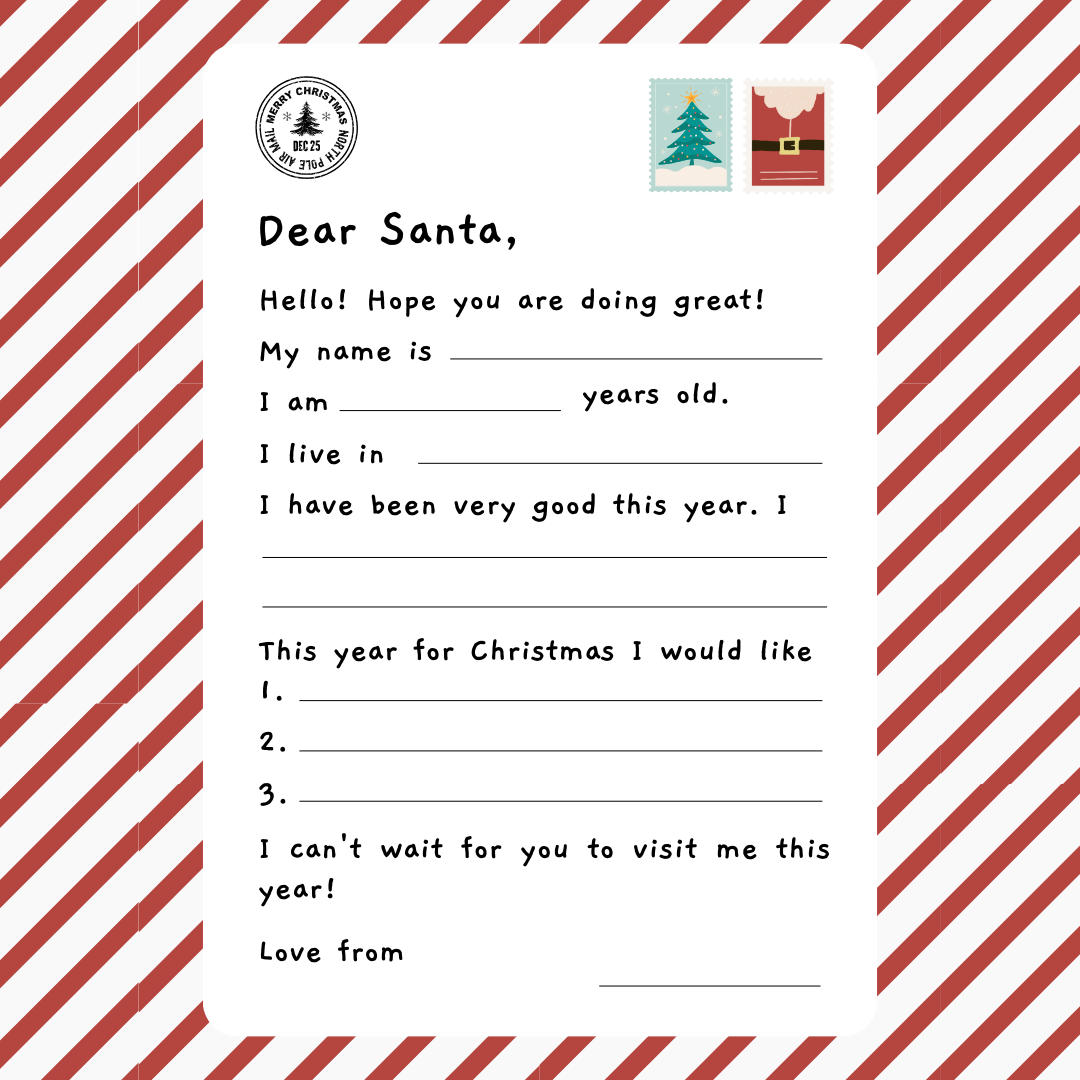 MERRY CHRISTMAS
NORTH POLE AIR MAIL
DEC 25
Dear Santa,
Hello! Hope you are doing great!
My name is
I am years old.
I live in
I have been very good this year. I
This year for Christmas I would like
1.
2.
3.
I can't wait for you to visit me this
year!
Love from